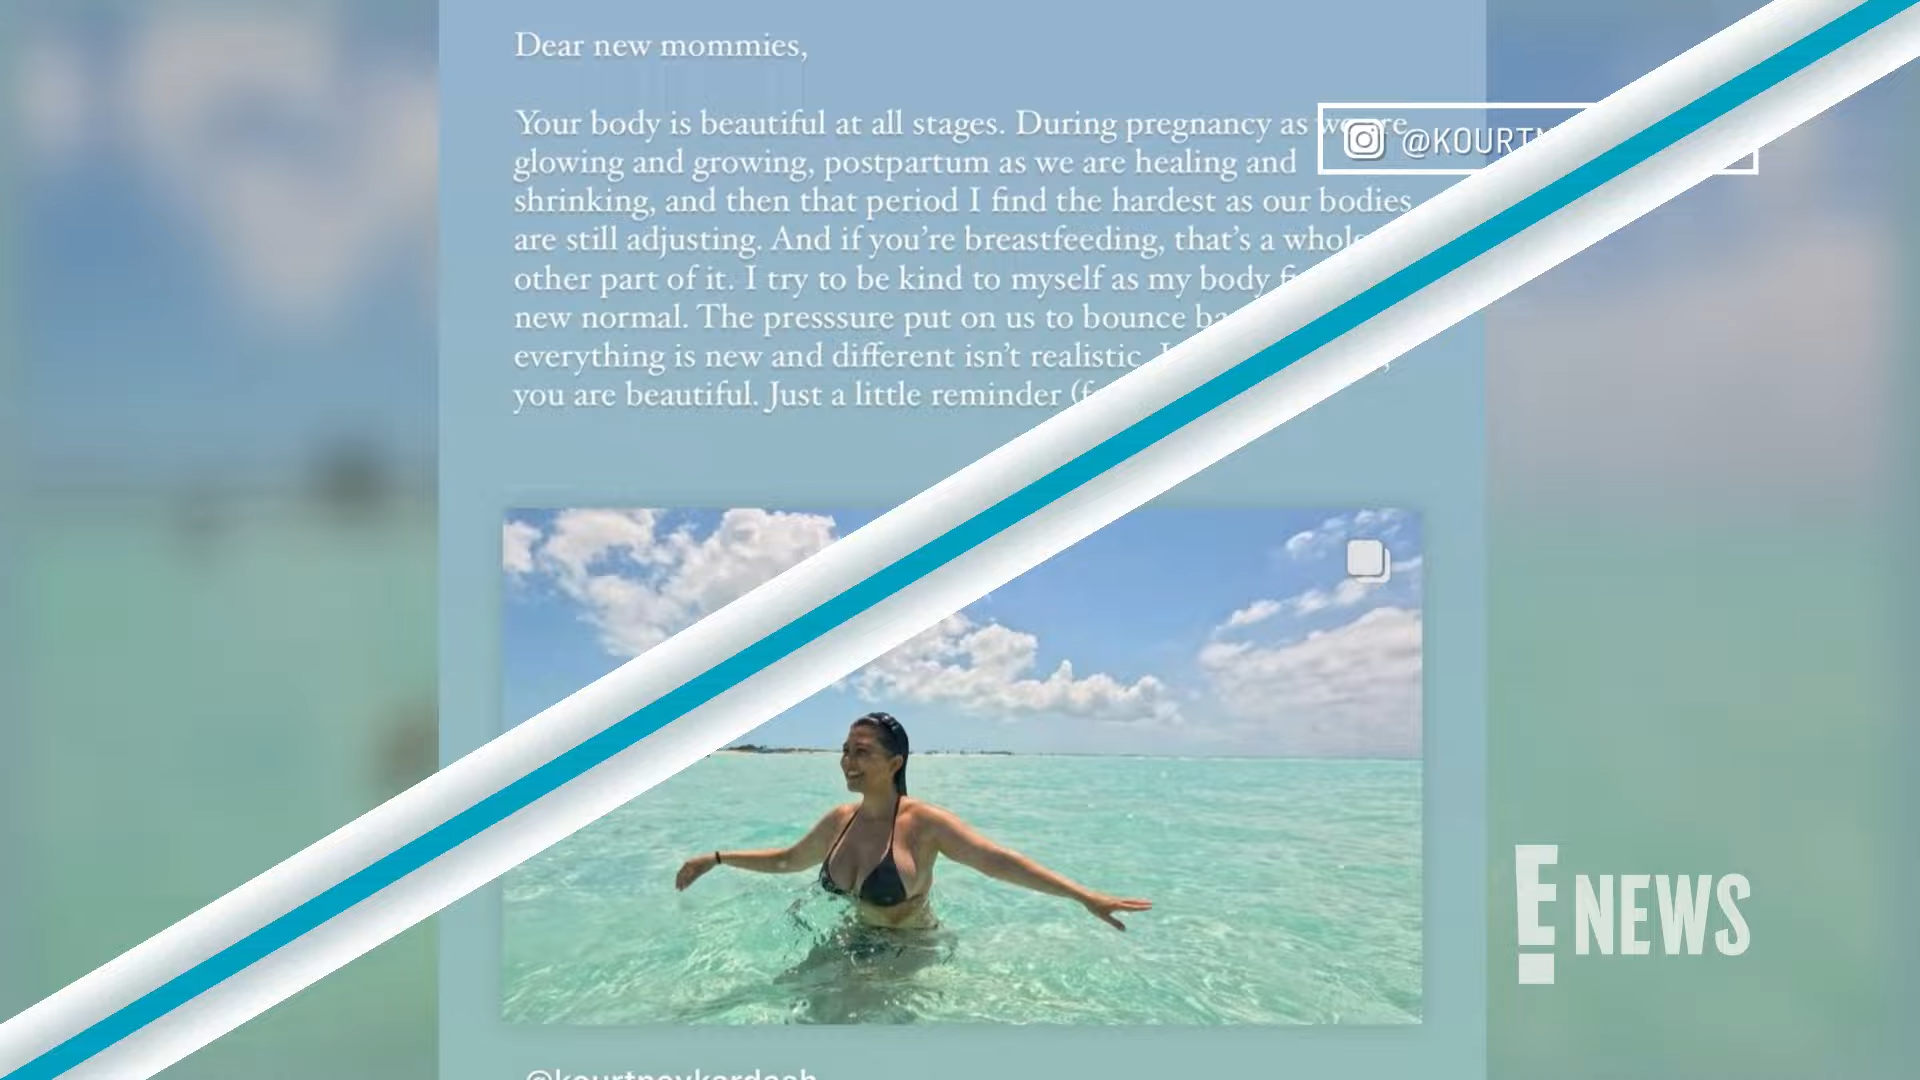 Dear new mommies,
Your body is beautiful at all stages. During pregnancy as we are
glowing and growing, postpartum as we are healing and
shrinking, and then that period I find the hardest as our bodies
are still adjusting. And if you’re breastfeeding, that’s a whole
other part of it. I try to be kind to myself as my body
new normal. The presssure put on us to bounce
everything is new and different isn’t realistic.
you are beautiful. Just a little reminder
@KOURT
E NEWS
@kourtneykardash